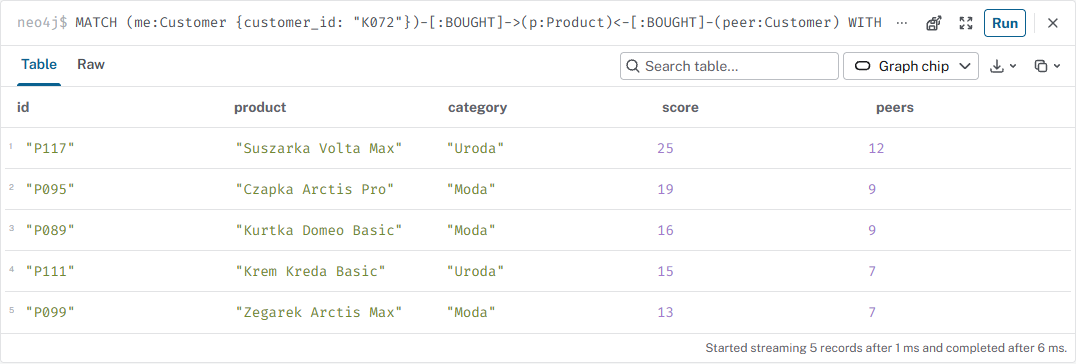 neo4j$ MATCH (me:Customer {customer_id: "K072"})-[:BOUGHT]->(p:Product)<-[:BOUGHT]-(peer:Customer) WITH ... Run
Table Raw Search table... Graph chip
id product category score peers
1 "P117" "Suszarka Volta Max" "Uroda" 25 12
2 "P095" "Czapka Arctis Pro" "Moda" 19 9
3 "P089" "Kurtka Domeo Basic" "Moda" 16 9
4 "P111" "Krem Kreda Basic" "Uroda" 15 7
5 "P099" "Zegarek Arctis Max" "Moda" 13 7
Started streaming 5 records after 1 ms and completed after 6 ms.